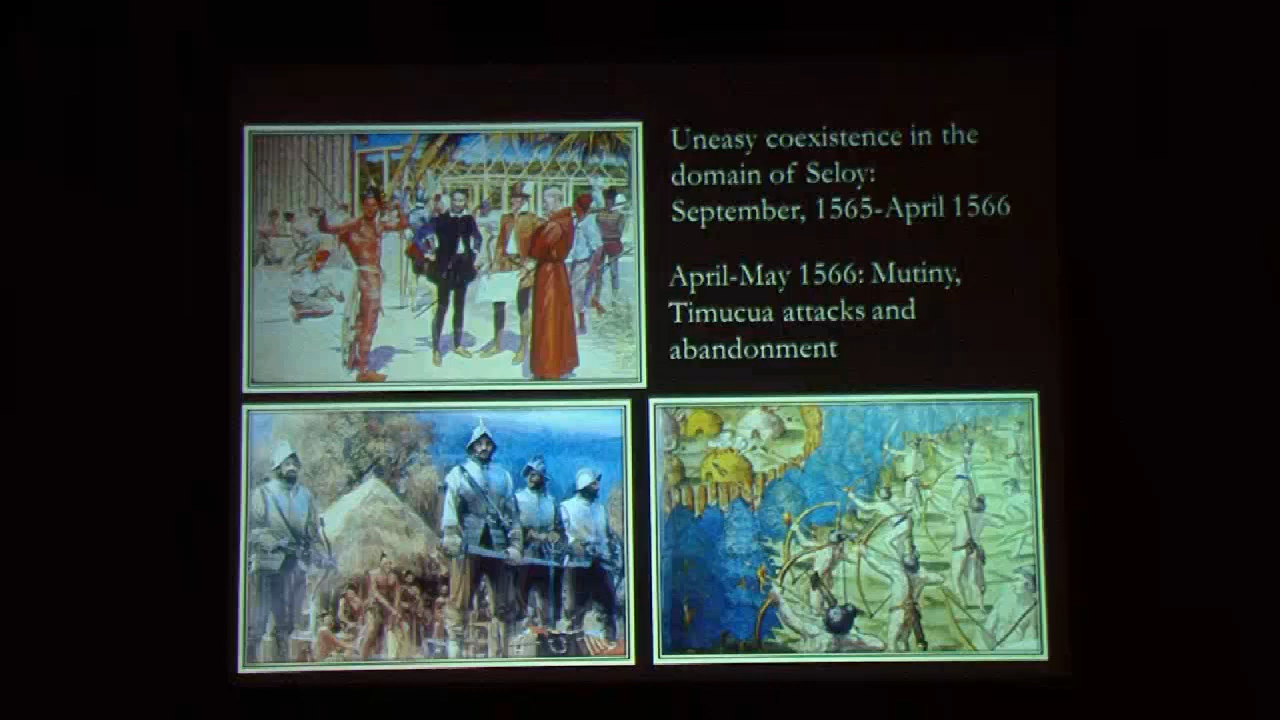 Uneasy coexistence in the
domain of Seloy:
September, 1565-April 1566
April-May 1566: Mutiny,
Timucua attacks and
abandonment